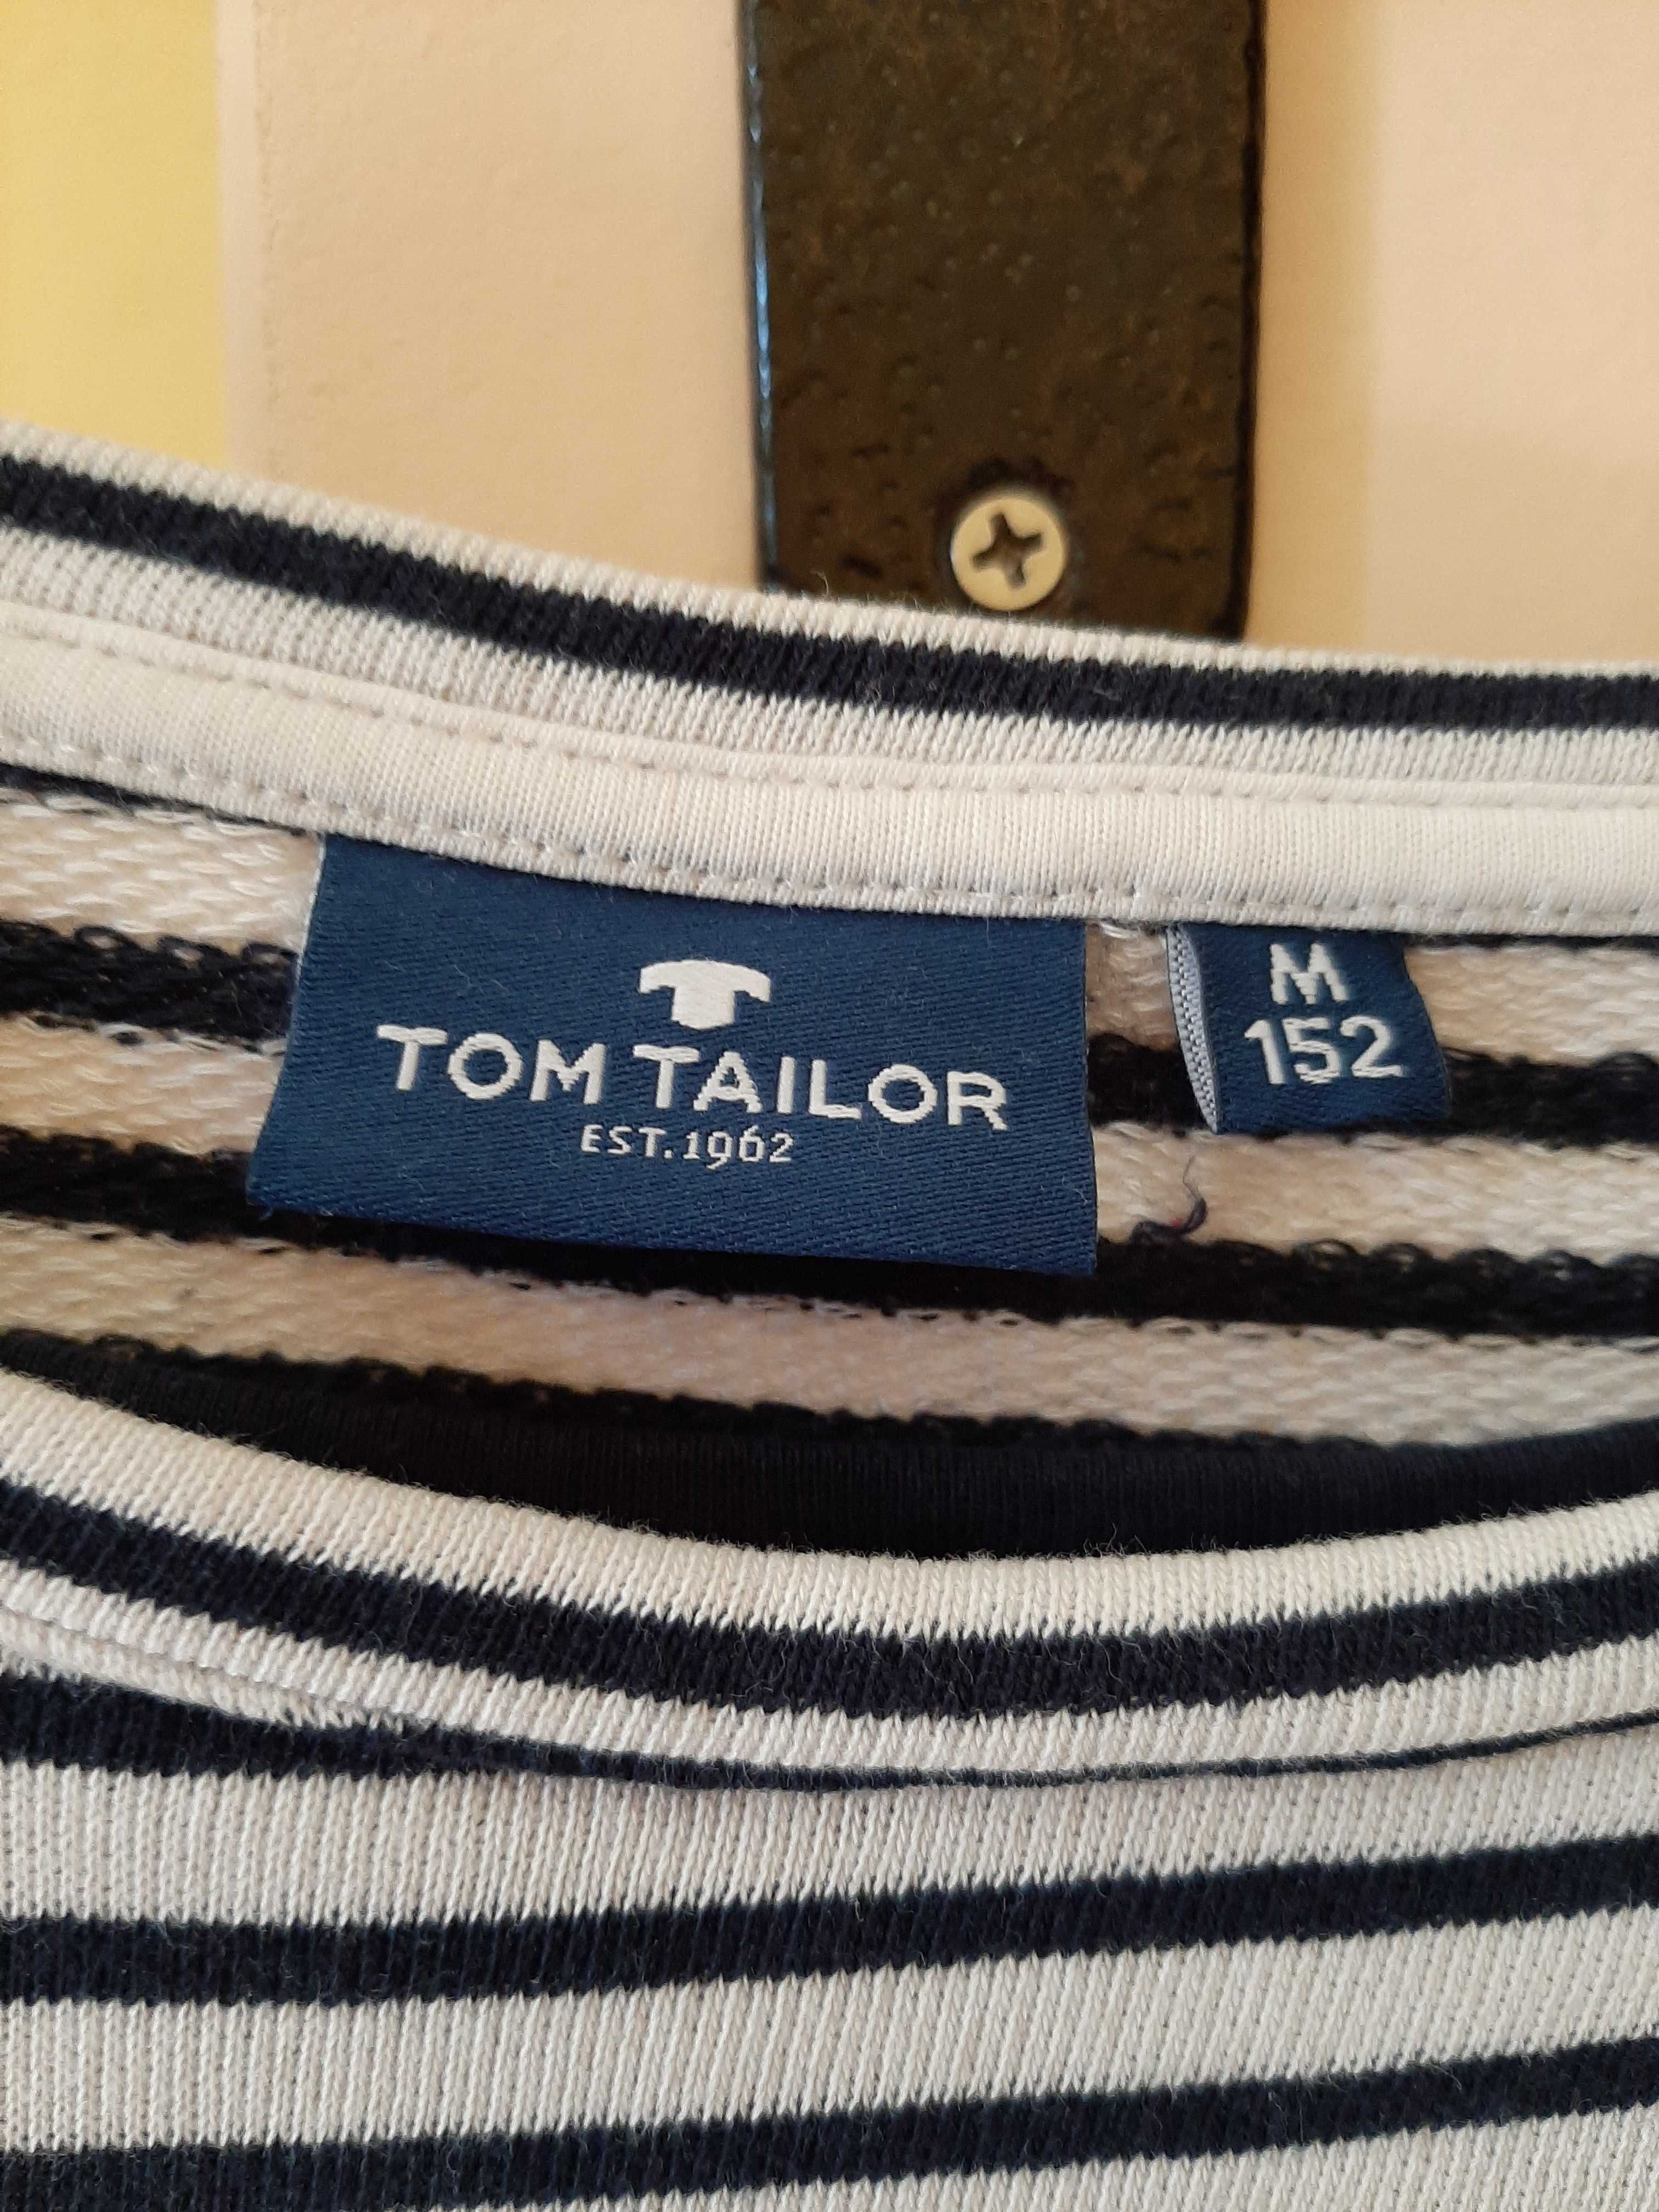 TOM TAILOR
EST.1962
M
152